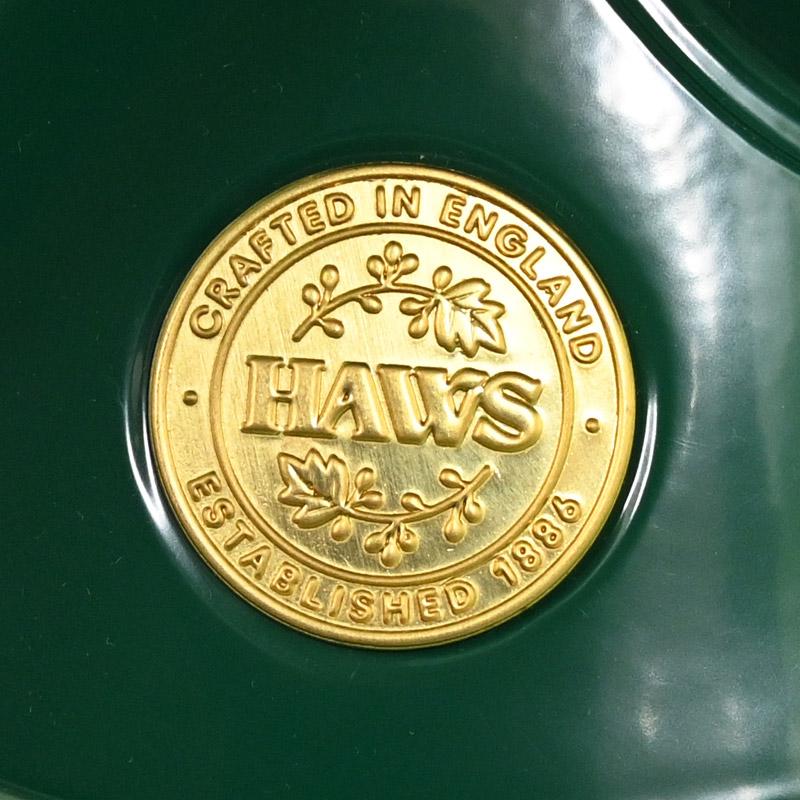 CRAFTED IN ENGLAND
HAWS
ESTABLISHED 1886